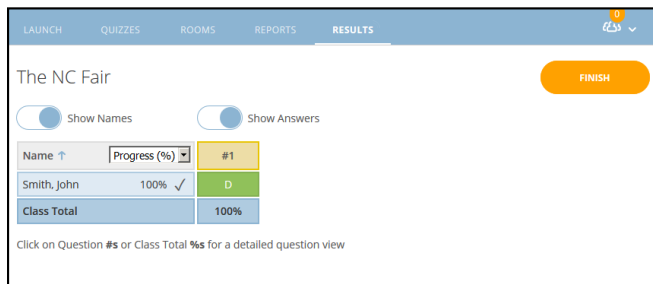 LAUNCH QUIZZES ROOMS REPORTS RESULTS 0
The NC Fair FINISH
Show Names Show Answers
Name ↑ Progress (%) #1
Smith, John 100% ✓ D
Class Total 100%
Click on Question #s or Class Total %s for a detailed question view